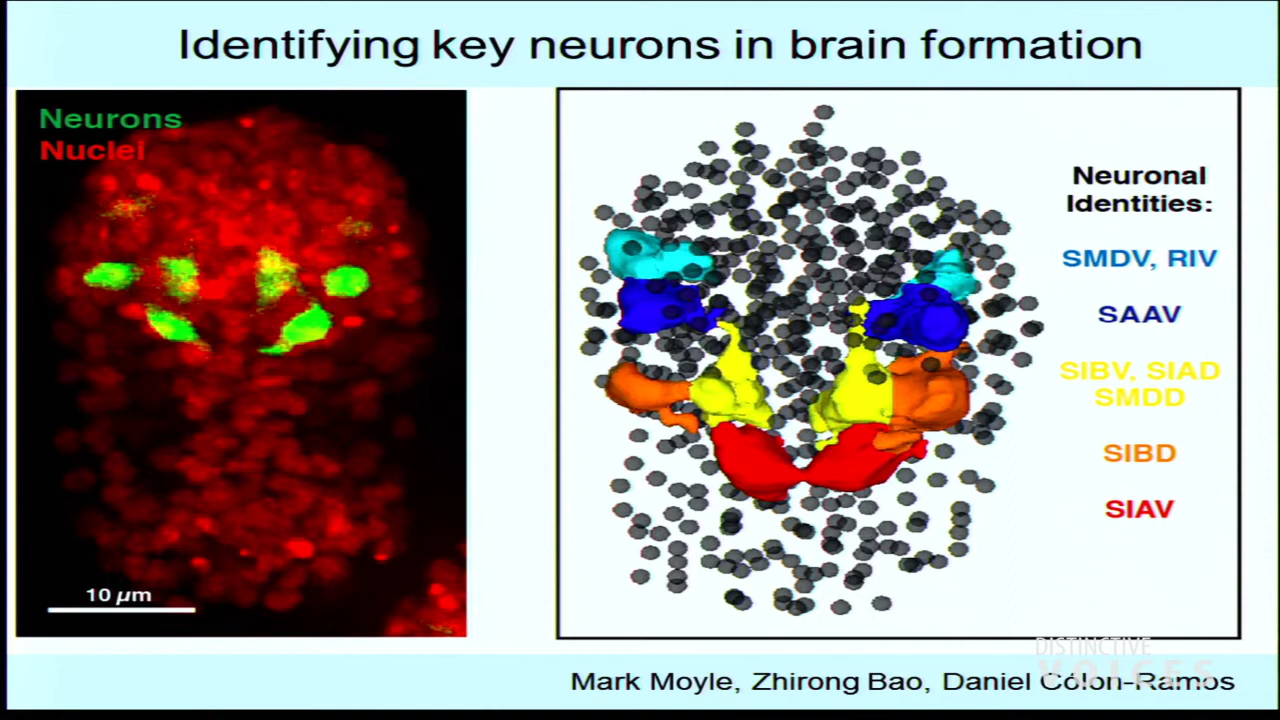 Identifying key neurons in brain formation
Neurons
Nuclei
10 µm
Neuronal
Identities:
SMDV, RIV
SAAV
SIBV, SIAD
SMDD
SIBD
SIAV
DISTINCTIVE
VOICES
Mark Moyle, Zhirong Bao, Daniel Colon-Ramos